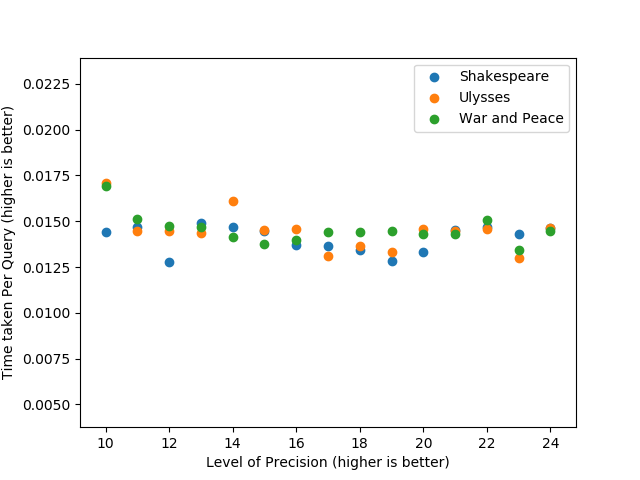 Shakespeare
Ulysses
War and Peace
Time taken Per Query (higher is better)
0.0225
0.0200
0.0175
0.0150
0.0125
0.0100
0.0075
0.0050
10 12 14 16 18 20 22 24
Level of Precision (higher is better)